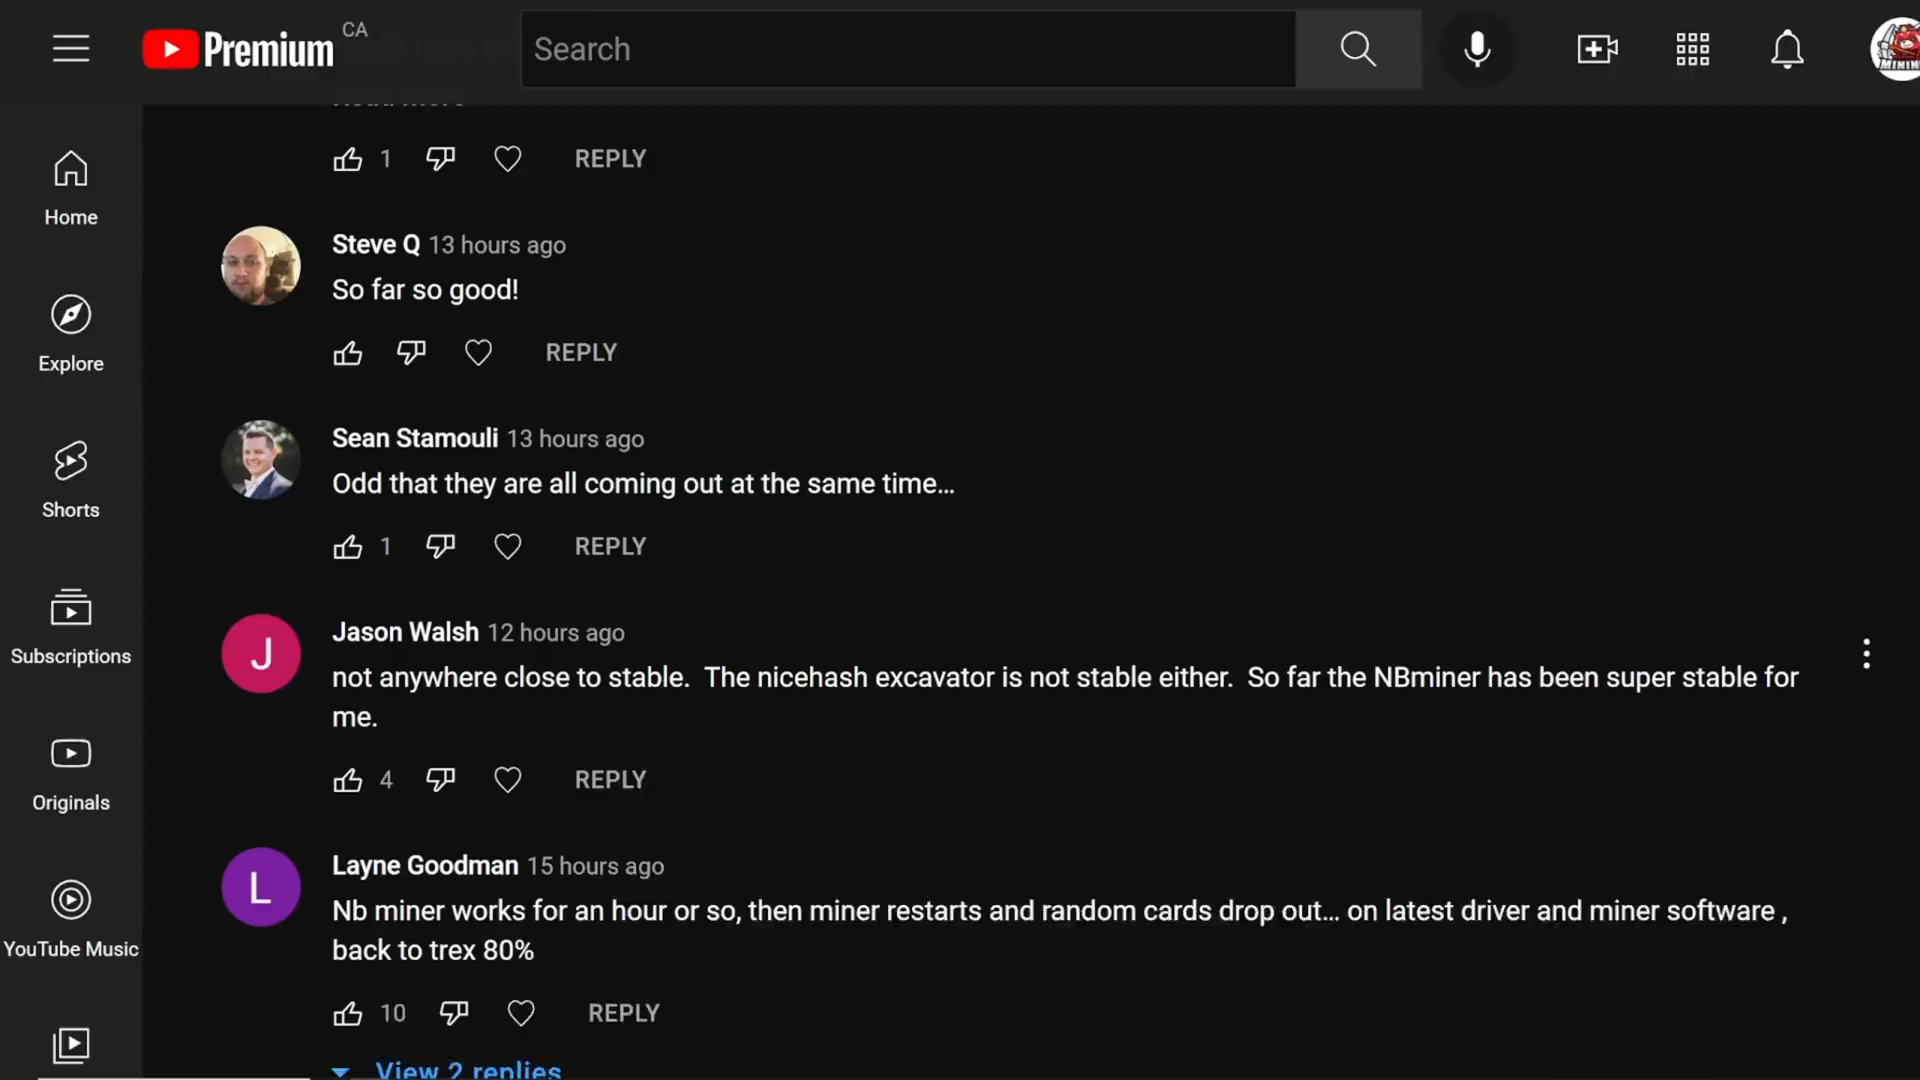 Premium CA
Search
MINING
1 REPLY
Home
Steve Q 13 hours ago
So far so good!
REPLY
Explore
Sean Stamouli 13 hours ago
Odd that they are all coming out at the same time...
Shorts
1 REPLY
Jason Walsh 12 hours ago
Subscriptions
not anywhere close to stable.  The nicehash excavator is not stable either.  So far the NBminer has been super stable for
me.
4 REPLY
Originals
Layne Goodman 15 hours ago
Nb miner works for an hour or so, then miner restarts and random cards drop out... on latest driver and miner software ,
back to trex 80%
YouTube Music
10 REPLY
View 2 replies